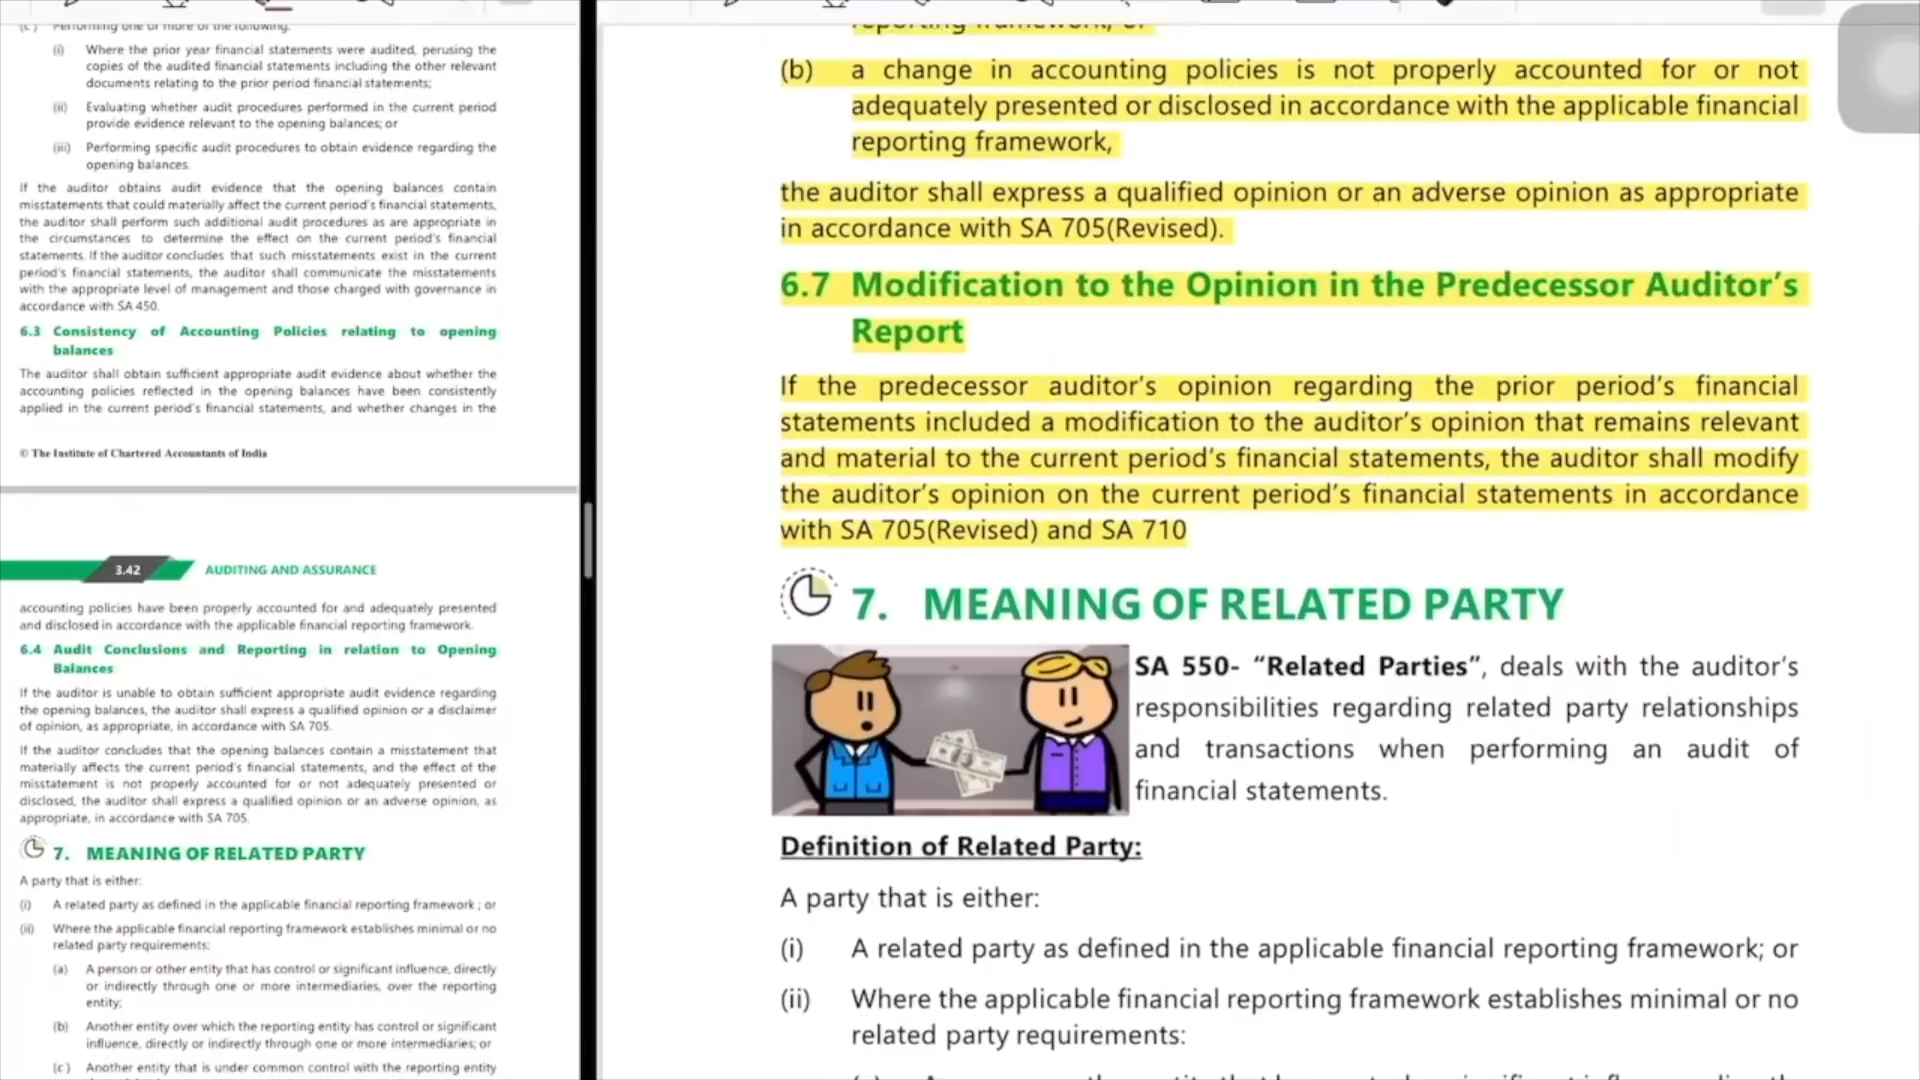 (c) Performing one or more of the following:
(i) Where the prior year financial statements were audited, perusing the
copies of the audited financial statements including the other relevant
documents relating to the prior period financial statements;
(ii) Evaluating whether audit procedures performed in the current period
provide evidence relevant to the opening balances; or
(iii) Performing specific audit procedures to obtain evidence regarding the
opening balances.
If the auditor obtains audit evidence that the opening balances contain
misstatements that could materially affect the current period's financial statements,
the auditor shall perform such additional audit procedures as are appropriate in
the circumstances to determine the effect on the current period's financial
statements. If the auditor concludes that such misstatements exist in the current
period's financial statements, the auditor shall communicate the misstatements
with the appropriate level of management and those charged with governance in
accordance with SA 450.
6.3 Consistency of Accounting Policies relating to opening
balances
The auditor shall obtain sufficient appropriate audit evidence about whether the
accounting policies reflected in the opening balances have been consistently
applied in the current period's financial statements, and whether changes in the
© The Institute of Chartered Accountants of India
3.42 AUDITING AND ASSURANCE
accounting policies have been properly accounted for and adequately presented
and disclosed in accordance with the applicable financial reporting framework.
6.4 Audit Conclusions and Reporting in relation to Opening
Balances
If the auditor is unable to obtain sufficient appropriate audit evidence regarding
the opening balances, the auditor shall express a qualified opinion or a disclaimer
of opinion, as appropriate, in accordance with SA 705.
If the auditor concludes that the opening balances contain a misstatement that
materially affects the current period's financial statements, and the effect of the
misstatement is not properly accounted for or not adequately presented or
disclosed, the auditor shall express a qualified opinion or an adverse opinion, as
appropriate, in accordance with SA 705.
7. MEANING OF RELATED PARTY
A party that is either:
(i) A related party as defined in the applicable financial reporting framework ; or
(ii) Where the applicable financial reporting framework establishes minimal or no
related party requirements:
(a) A person or other entity that has control or significant influence, directly
or indirectly through one or more intermediaries, over the reporting
entity;
(b) Another entity over which the reporting entity has control or significant
influence, directly or indirectly through one or more intermediaries; or
(c) Another entity that is under common control with the reporting entity
reporting framework, or
(b) a change in accounting policies is not properly accounted for or not
adequately presented or disclosed in accordance with the applicable financial
reporting framework,
the auditor shall express a qualified opinion or an adverse opinion as appropriate
in accordance with SA 705(Revised).
6.7 Modification to the Opinion in the Predecessor Auditor's
Report
If the predecessor auditor's opinion regarding the prior period's financial
statements included a modification to the auditor's opinion that remains relevant
and material to the current period's financial statements, the auditor shall modify
the auditor's opinion on the current period's financial statements in accordance
with SA 705(Revised) and SA 710
7. MEANING OF RELATED PARTY
SA 550- “Related Parties”, deals with the auditor's
responsibilities regarding related party relationships
and transactions when performing an audit of
financial statements.
Definition of Related Party:
A party that is either:
(i) A related party as defined in the applicable financial reporting framework; or
(ii) Where the applicable financial reporting framework establishes minimal or no
related party requirements: